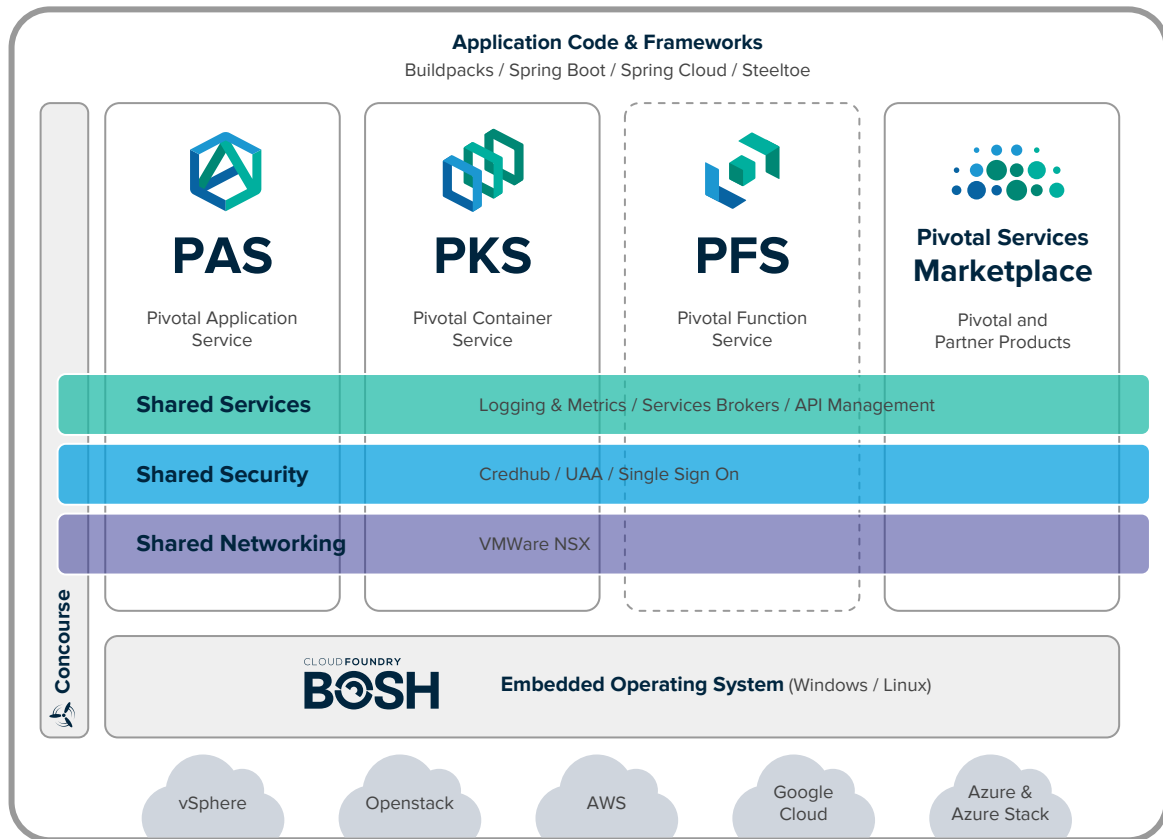 Application Code & Frameworks
Buildpacks / Spring Boot / Spring Cloud / Steeltoe
PAS
Pivotal Application
Service
PKS
Pivotal Container
Service
PFS
Pivotal Function
Service
Pivotal Services
Marketplace
Pivotal and
Partner Products
Shared Services
Logging & Metrics / Services Brokers / API Management
Shared Security
Credhub / UAA / Single Sign On
Shared Networking
VMWare NSX
Concourse
CLOUDFOUNDRY
BOSH
Embedded Operating System (Windows / Linux)
vSphere
Openstack
AWS
Google
Cloud
Azure &
Azure Stack